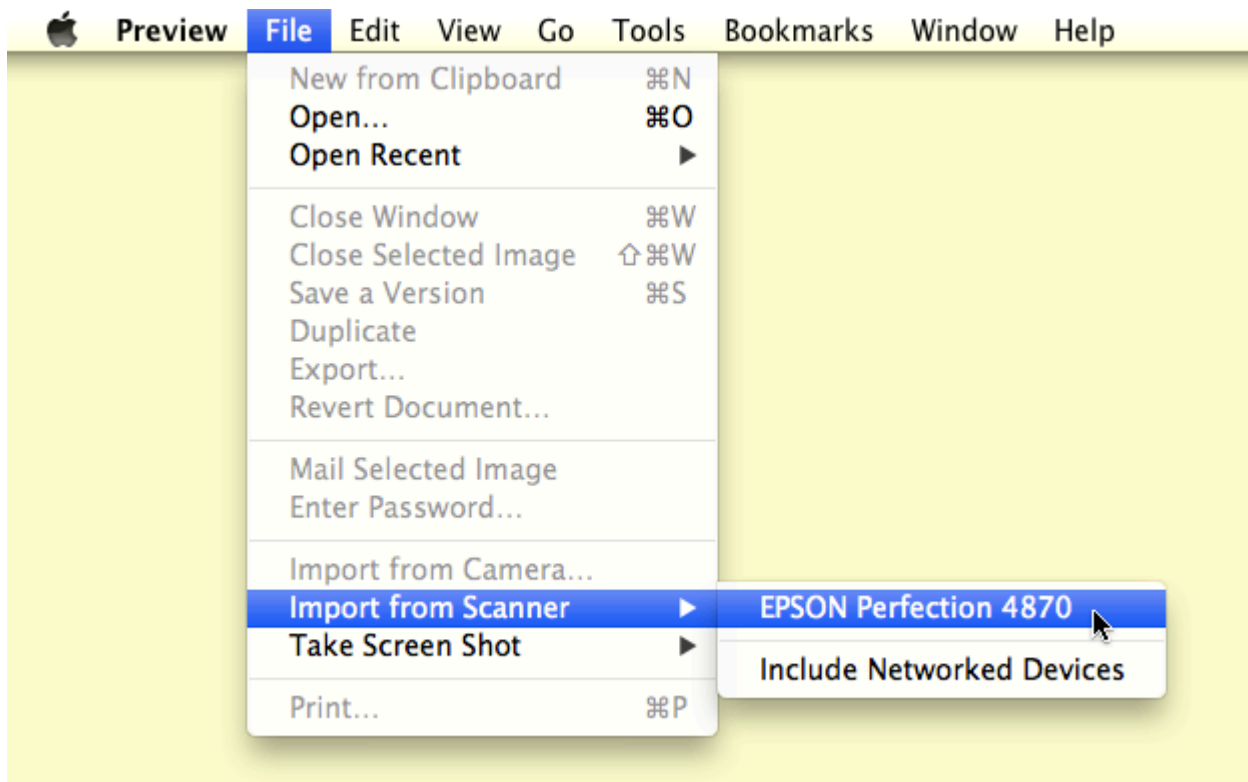 Preview File Edit View Go Tools Bookmarks Window Help
New from Clipboard ⌘N
Open... ⌘O
Open Recent ▶
Close Window ⌘W
Close Selected Image ⇧⌘W
Save a Version ⌘S
Duplicate
Export...
Revert Document...
Mail Selected Image
Enter Password...
Import from Camera...
Import from Scanner ▶ EPSON Perfection 4870
Take Screen Shot ▶
Include Networked Devices
Print... ⌘P